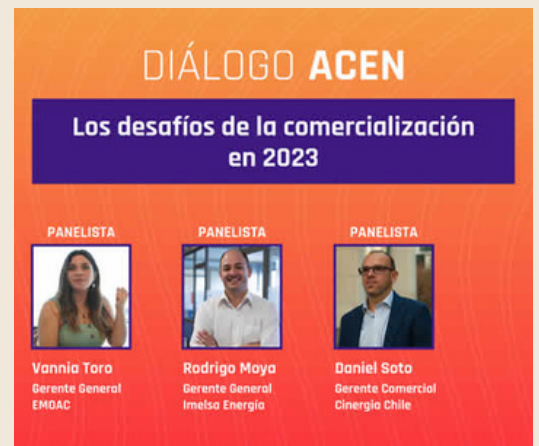 DIÁLOGO ACEN
Los desafíos de la comercialización
en 2023
PANELISTA
Vannia Toro
Gerente General
EMOAC
PANELISTA
Rodrigo Moya
Gerente General
Imelsa Energía
PANELISTA
Daniel Soto
Gerente Comercial
Cinergia Chile